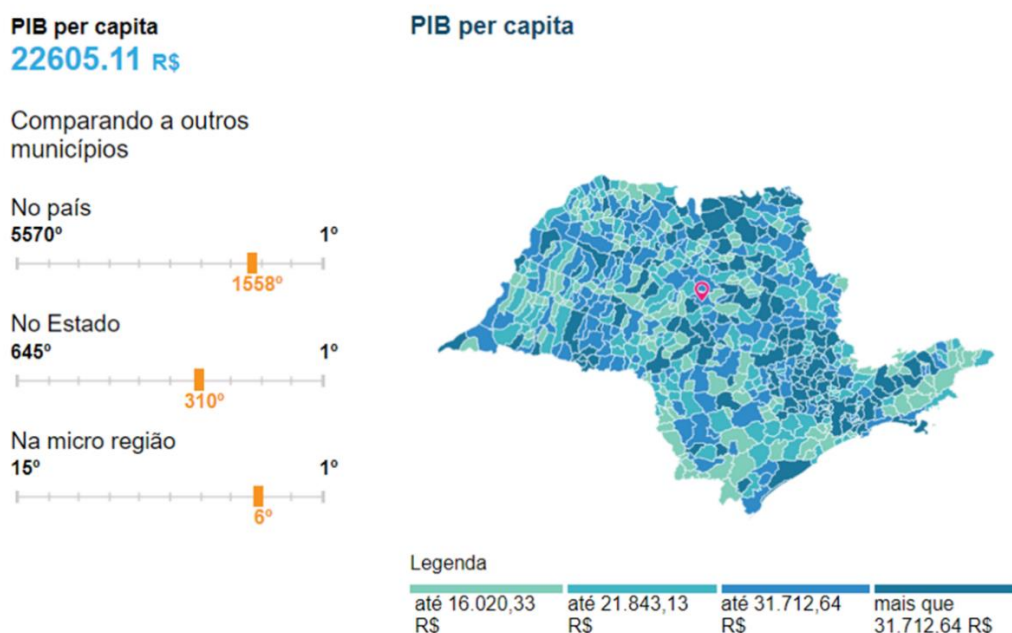 PIB per capita
22605.11 R$
Comparando a outros
municípios
No país
5570º 1º
1558º
No Estado
645º 1º
310º
Na micro região
15º 1º
6º
PIB per capita
Legenda
até 16.020,33
R$
até 21.843,13
R$
até 31.712,64
R$
mais que
31.712,64 R$